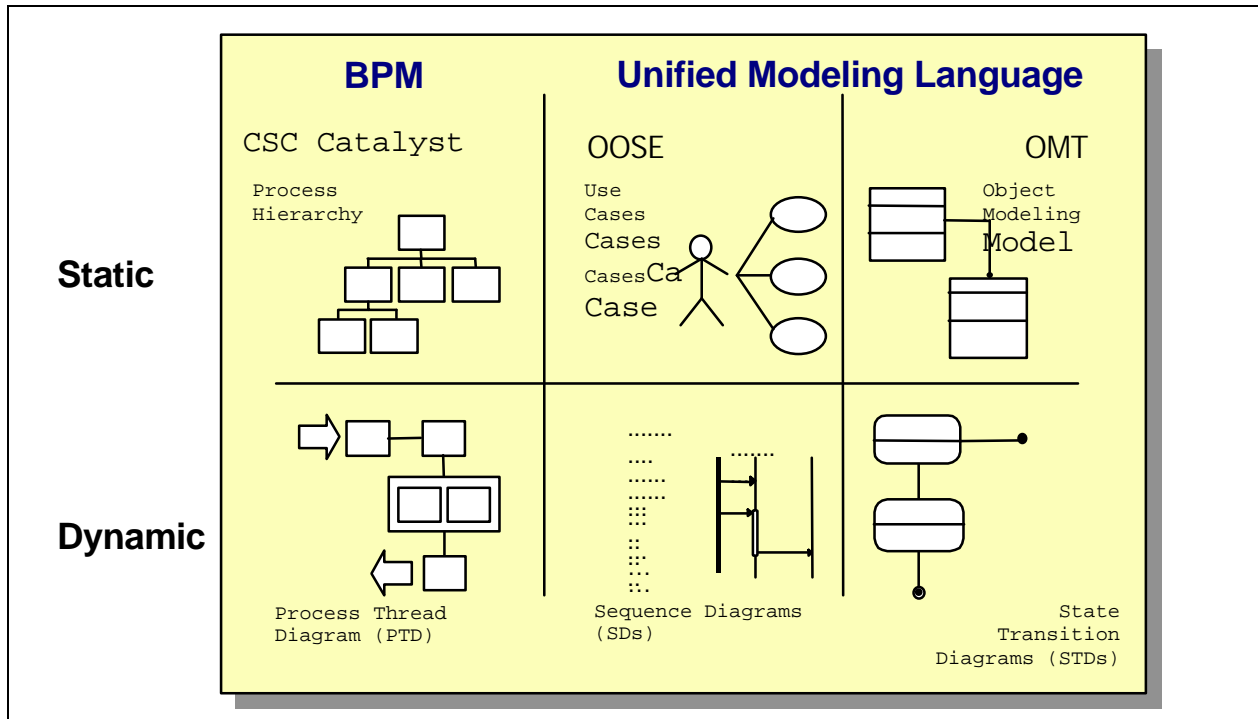 BPM
Unified Modeling Language
CSC Catalyst
OOSE
OMT
Process
Hierarchy
Use
Cases
Cases
CasesCa
Case
Object
Modeling
Model
Static
Dynamic
Process Thread
Diagram (PTD)
Sequence Diagrams
(SDs)
State
Transition
Diagrams (STDs)